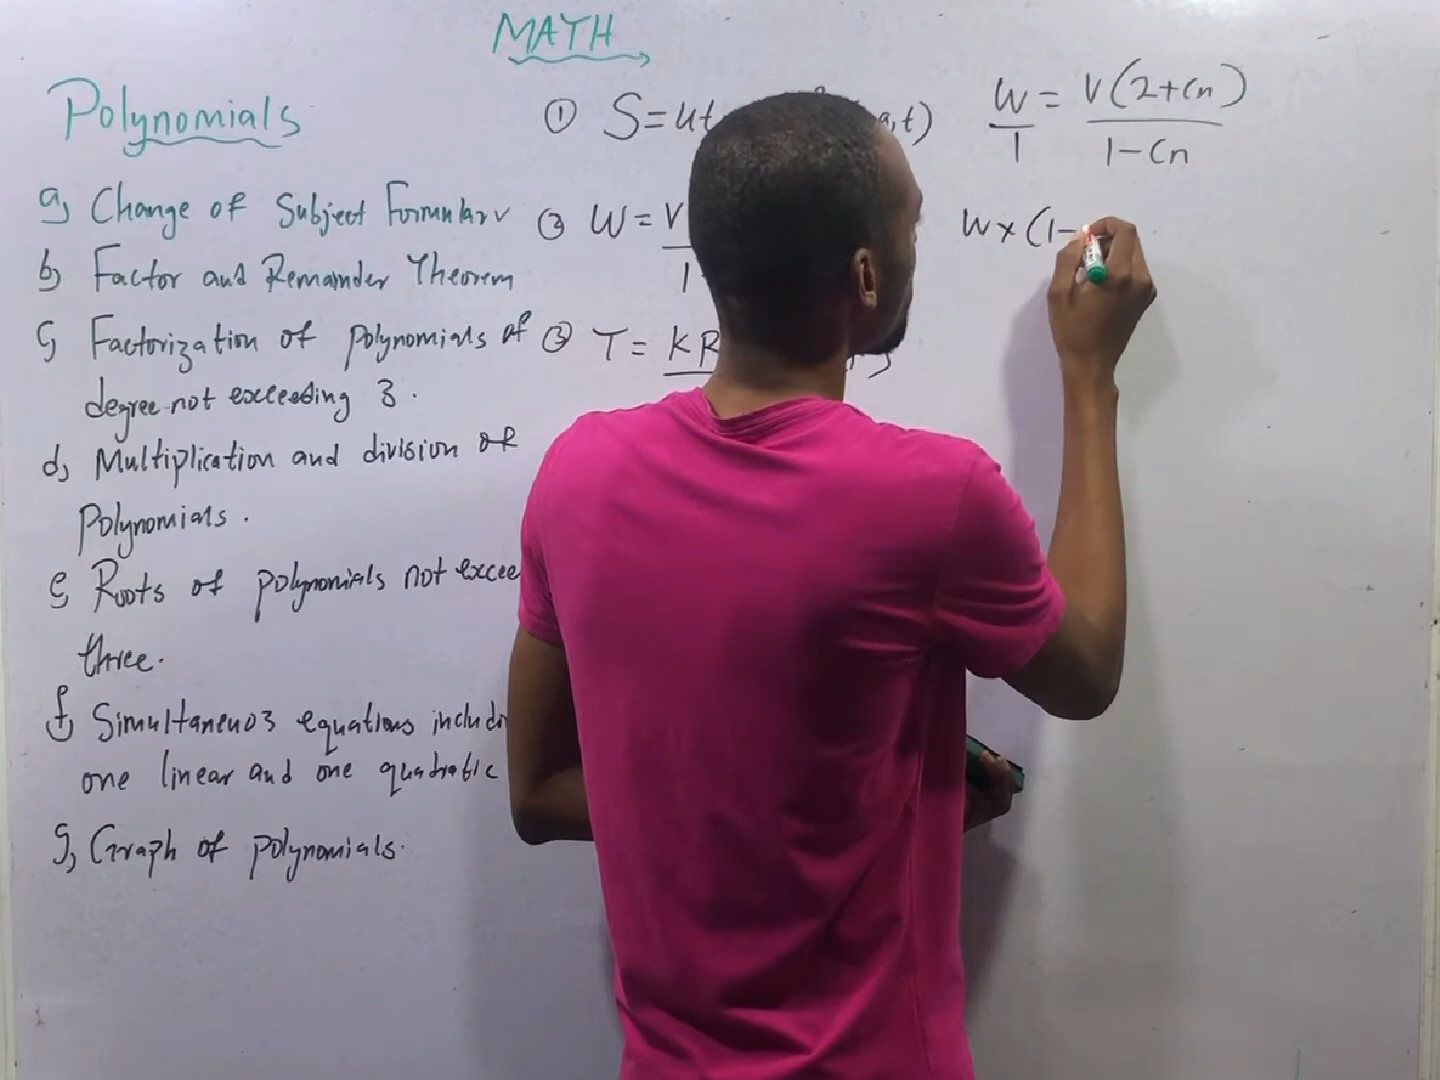 MATH
Polynomials
a, Change of Subject Formular v
b, Factor and Remainder Theorem
c, Factorization of polynomials of
degree not exceeding 3.
d, Multiplication and division of
Polynomials.
e, Roots of polynomials not excee
three.
f, Simultaneuos equations includi
one linear and one quadratic
g, Graph of polynomials.
① S=ut a,t)
② W = V
1
③ T = KR
W/1 = V(2+cn)/1-cn
W x (1-